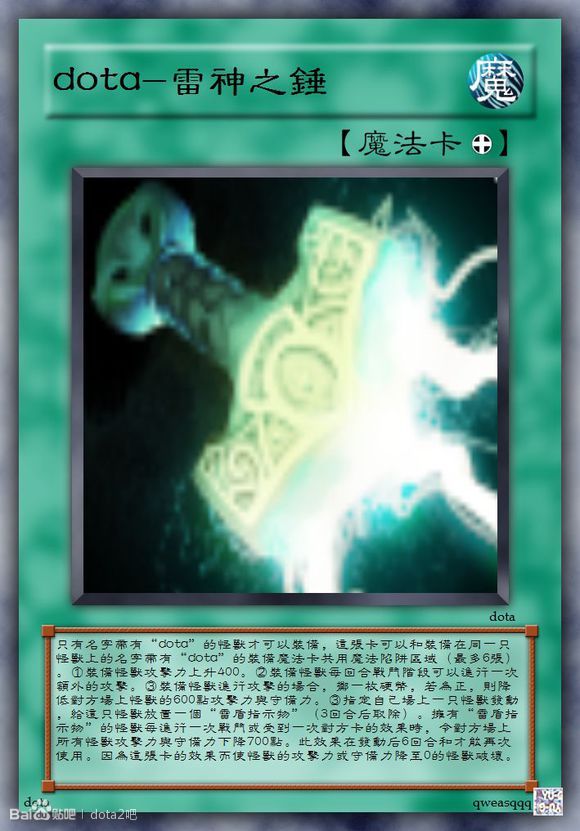 dota-雷神之錘
魔
【魔法卡】
dota
只有名字帶有“dota”的怪獸才可以裝備，這張卡可以和裝備在同一只
怪獸上的名字帶有“dota”的裝備魔法卡共用魔法陷阱區域（最多6張）
。①裝備怪獸攻擊力上升400。②裝備怪獸每回合戰鬥階段可以進行一次
額外的攻擊。③裝備怪獸進行攻擊的場合，擲一枚硬幣，若為正，則降
低對方場上怪獸的600點攻擊力與守備力。③指定自己場上一只怪獸發動
，給這只怪獸放置一個“雷盾指示物”（3回合后取除）。擁有“雷盾指
示物”的怪獸每進行一次戰鬥或受到一次對方卡的效果時，令對方場上
所有怪獸攻擊力與守備力下降700點。此效果在發動后6回合和才能再次
使用。因為這張卡的效果而使怪獸的攻擊力或守備力降至0的怪獸破壞。
dota
qweasqqq
Bai贴吧 | dota2吧